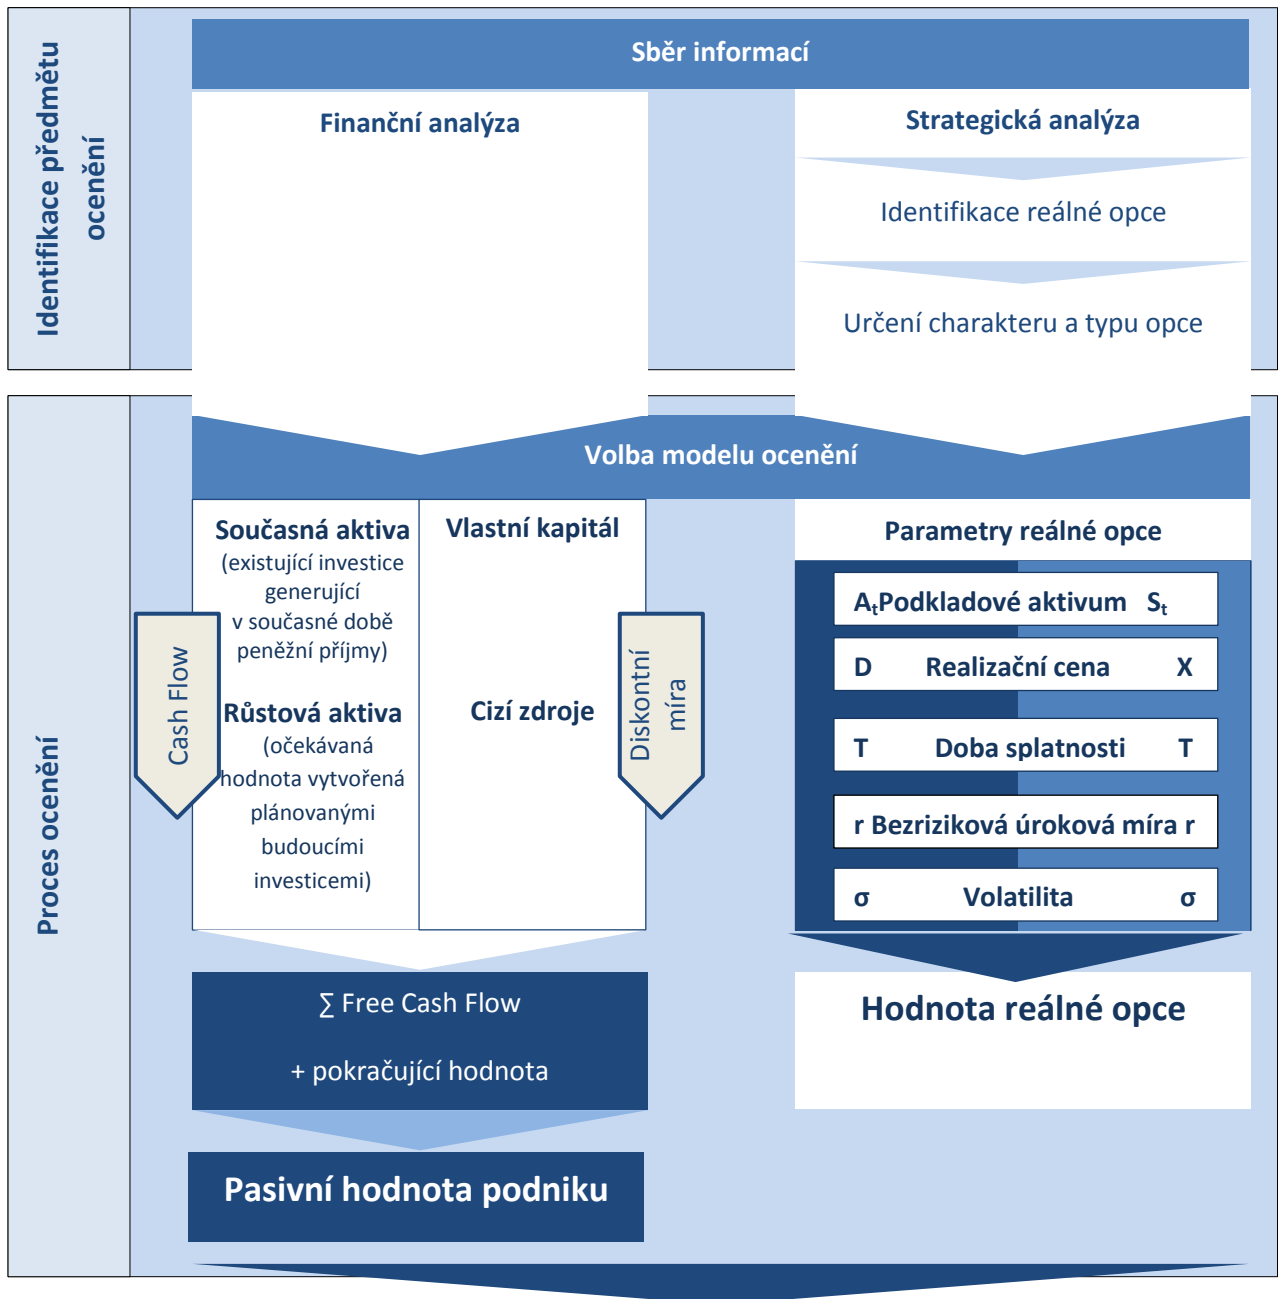 Identifikace předmětu
ocenění
Sběr informací
Finanční analýza
Strategická analýza
Identifikace reálné opce
Určení charakteru a typu opce
Proces ocenění
Volba modelu ocenění
Současná aktiva
(existující investice
generující
v současné době
peněžní příjmy)
Růstová aktiva
(očekávaná
hodnota vytvořená
plánovanými
budoucími
investicemi)
Vlastní kapitál
Cizí zdroje
Cash Flow
Diskontní
míra
Parametry reálné opce
AtPodkladové aktivum St
D Realizační cena X
T Doba splatnosti T
r Bezriziková úroková míra r
σ Volatilita σ
∑ Free Cash Flow
+ pokračující hodnota
Hodnota reálné opce
Pasivní hodnota podniku